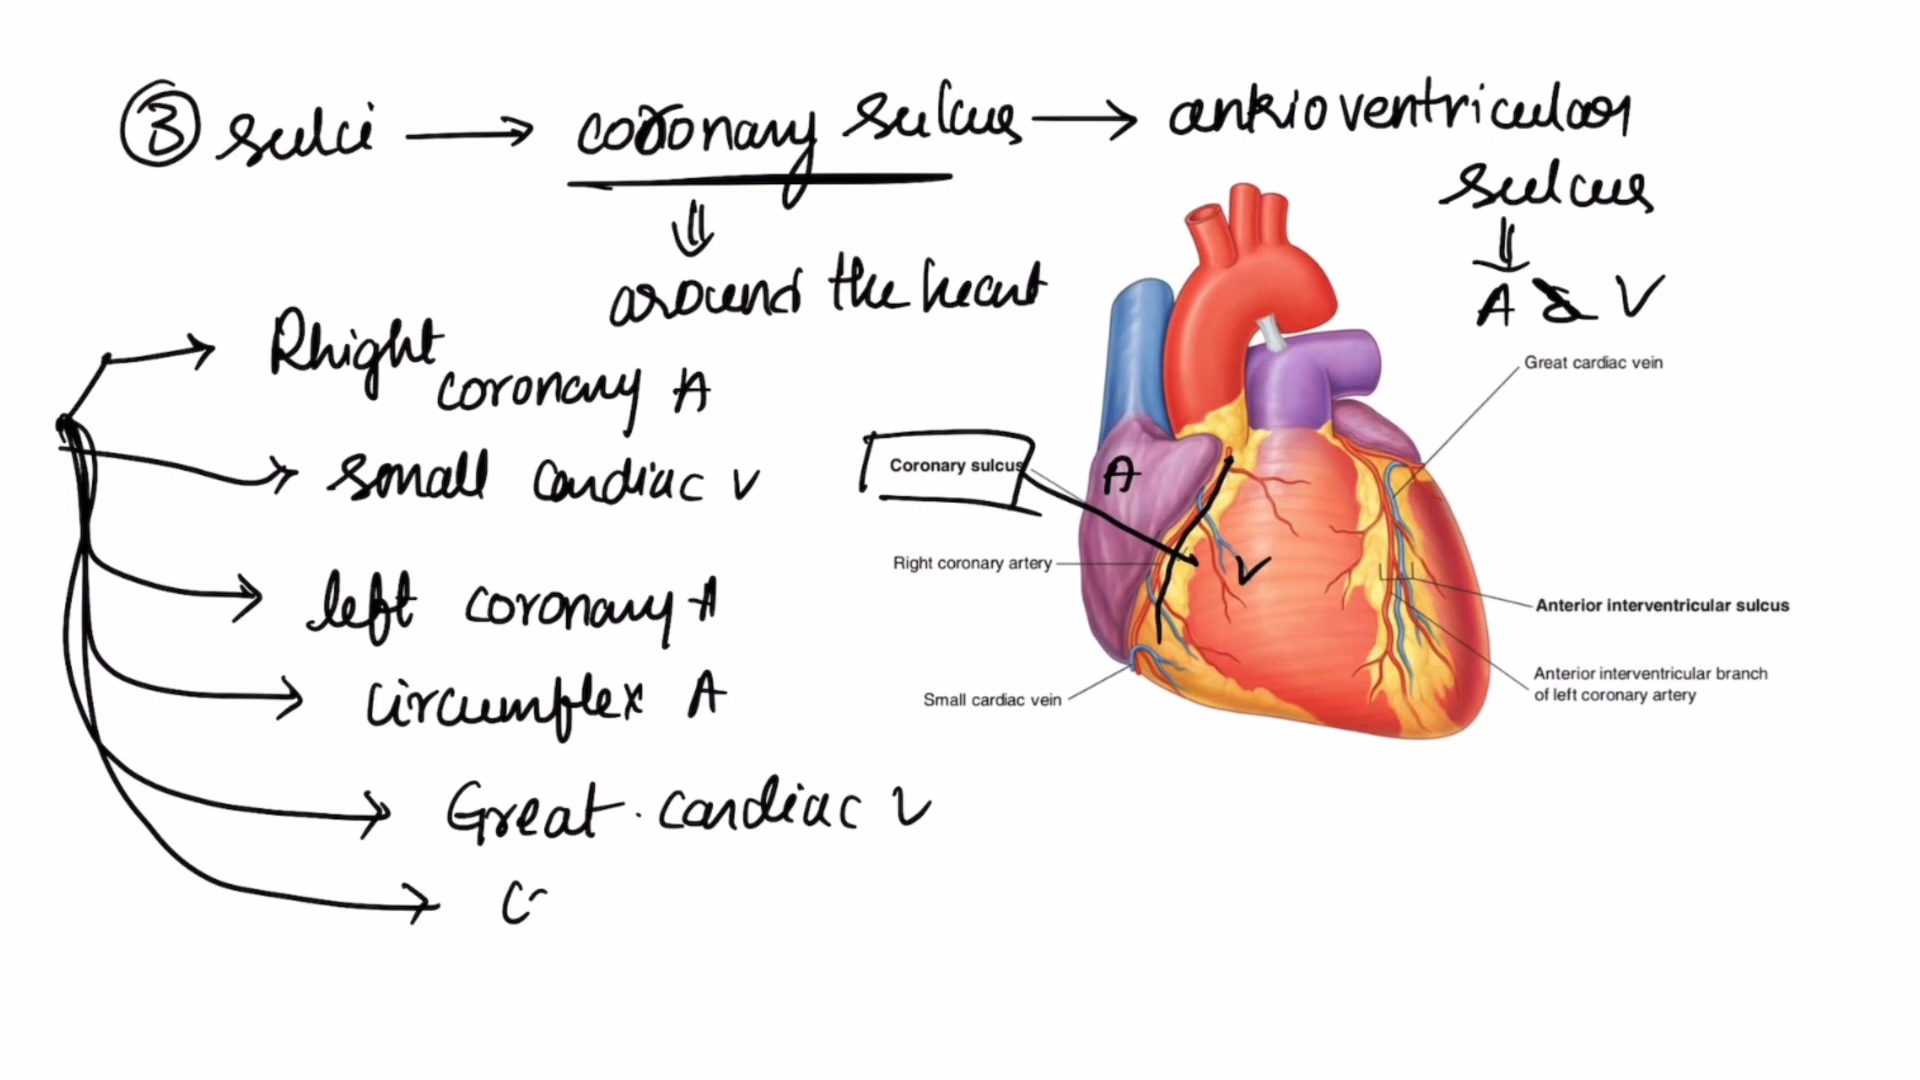 ③ sulci → coronary sulcus → antrioventricular
sulcus
⇓
⇓
A & V
around the heart
Rhight
coronary A
small cardiac v
left coronary A
circumflex A
Great cardiac v
C
A
V
Great cardiac vein
Coronary sulcus
Right coronary artery
Anterior interventricular sulcus
Anterior interventricular branch
of left coronary artery
Small cardiac vein